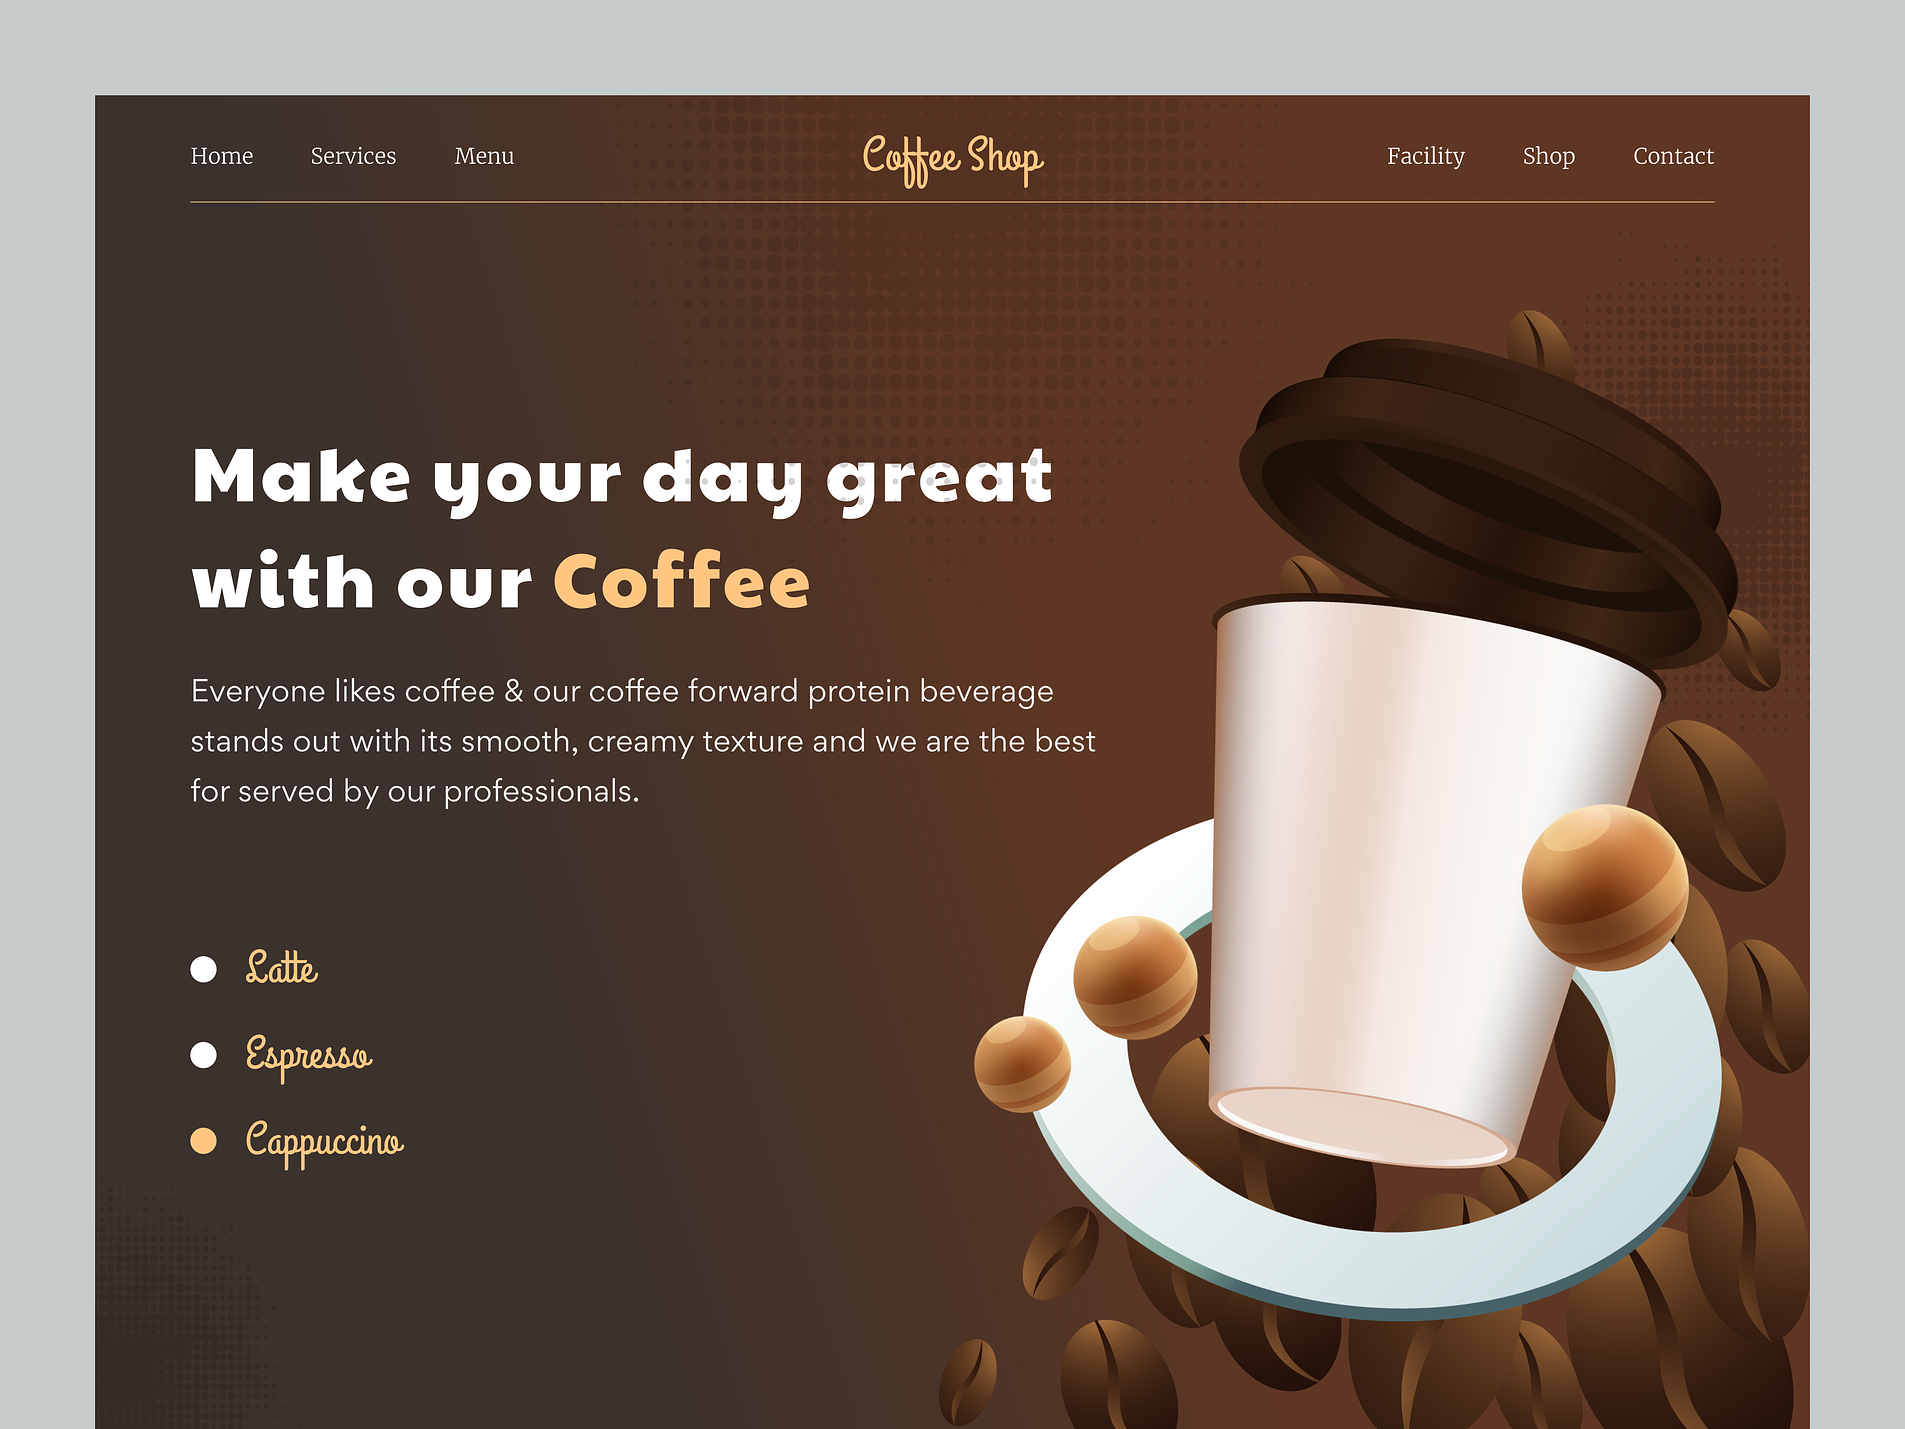 Home Services Menu Coffee Shop Facility Shop Contact
Make your day great
with our Coffee
Everyone likes coffee & our coffee forward protein beverage
stands out with its smooth, creamy texture and we are the best
for served by our professionals.
Latte
Espresso
Cappuccino